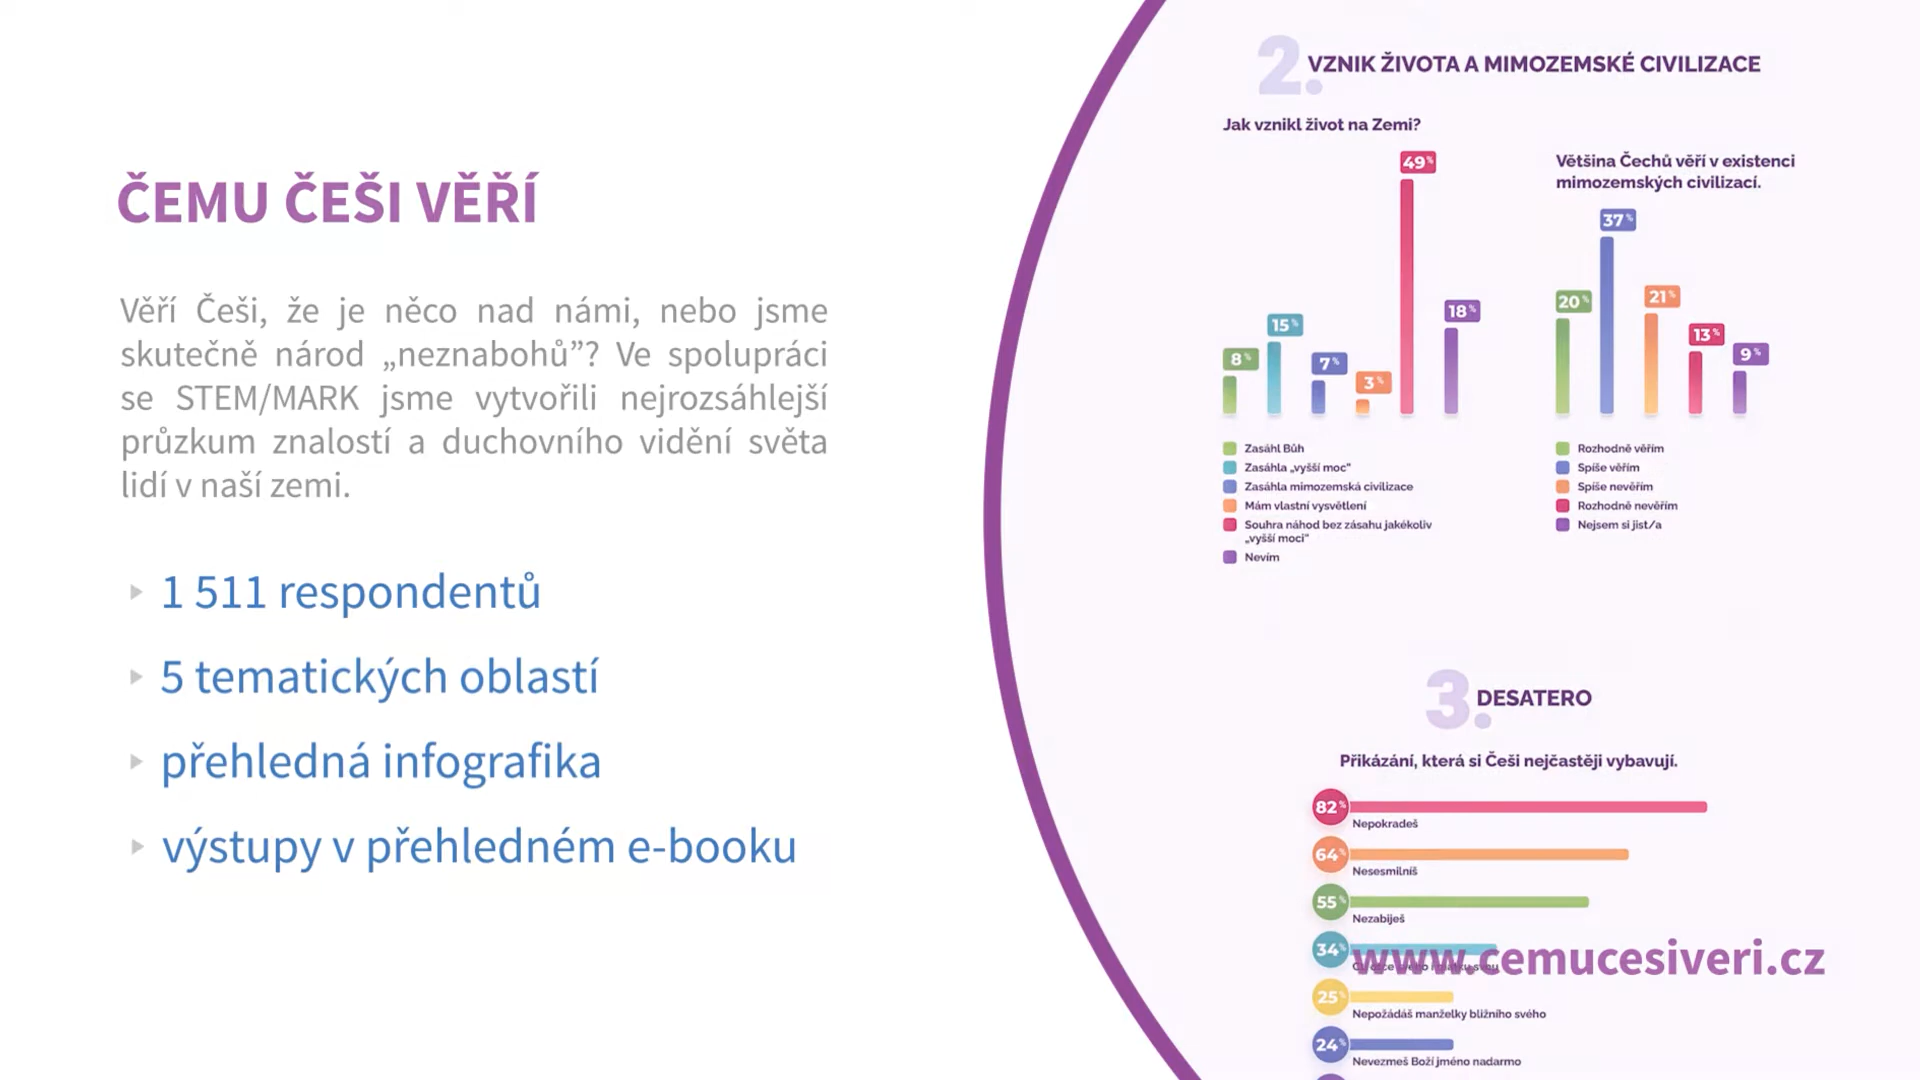 ČEMU ČEŠI VĚŘÍ
Věří Češi, že je něco nad námi, nebo jsme
skutečně národ „neznabohů”? Ve spolupráci
se STEM/MARK jsme vytvořili nejrozsáhlejší
průzkum znalostí a duchovního vidění světa
lidí v naší zemi.
1 511 respondentů
5 tematických oblastí
přehledná infografika
výstupy v přehledném e-booku
2. VZNIK ŽIVOTA A MIMOZEMSKÉ CIVILIZACE
Jak vznikl život na Zemi?
8%
15%
7%
3%
49%
18%
Zasáhl Bůh
Zasáhla „vyšší moc"
Zasáhla mimozemská civilizace
Mám vlastní vysvětlení
Souhra náhod bez zásahu jakékoliv
„vyšší moci"
Nevím
Většina Čechů věří v existenci
mimozemských civilizací.
20%
37%
21%
13%
9%
Rozhodně věřím
Spíše věřím
Spíše nevěřím
Rozhodně nevěřím
Nejsem si jist/a
3. DESATERO
Přikázání, která si Češi nejčastěji vybavují.
82%
Nepokradeš
64%
Nesesmilníš
55%
Nezabiješ
34%
www.cemucesiveri.cz
25%
Nepožádáš manželky bližního svého
24%
Nevezmeš Boží jméno nadarmo